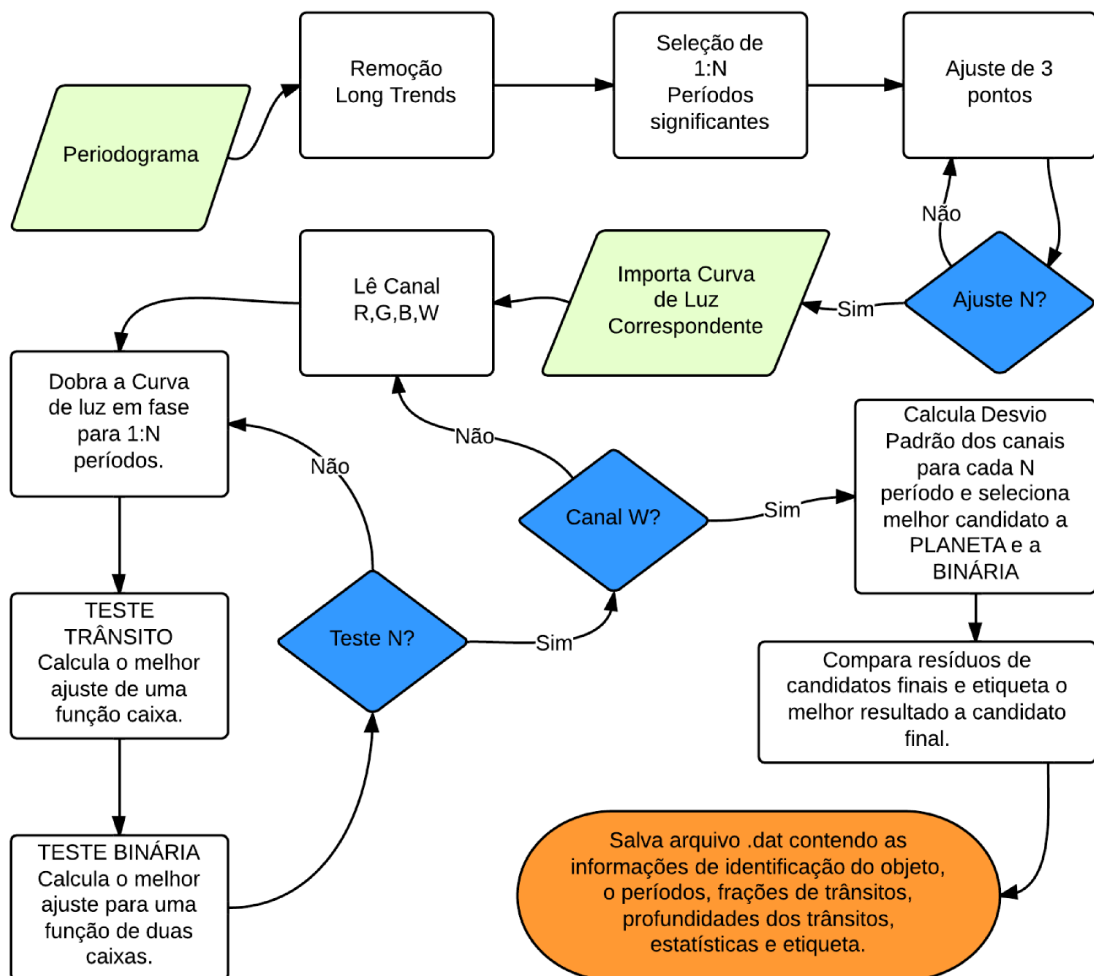 Periodograma
Remoção
Long Trends
Seleção de
1:N
Períodos
significantes
Ajuste de 3
pontos
Não
Ajuste N?
Sim
Importa Curva
de Luz
Correspondente
Lê Canal
R,G,B,W
Dobra a Curva
de luz em fase
para 1:N
períodos.
TESTE
TRÂNSITO
Calcula o melhor
ajuste de uma
função caixa.
TESTE BINÁRIA
Calcula o melhor
ajuste para uma
função de duas
caixas.
Não
Teste N?
Sim
Não
Canal W?
Sim
Calcula Desvio
Padrão dos canais
para cada N
período e seleciona
melhor candidato a
PLANETA e a
BINÁRIA
Compara resíduos de
candidatos finais e etiqueta o
melhor resultado a candidato
final.
Salva arquivo .dat contendo as
informações de identificação do objeto,
o períodos, frações de trânsitos,
profundidades dos trânsitos,
estatísticas e etiqueta.